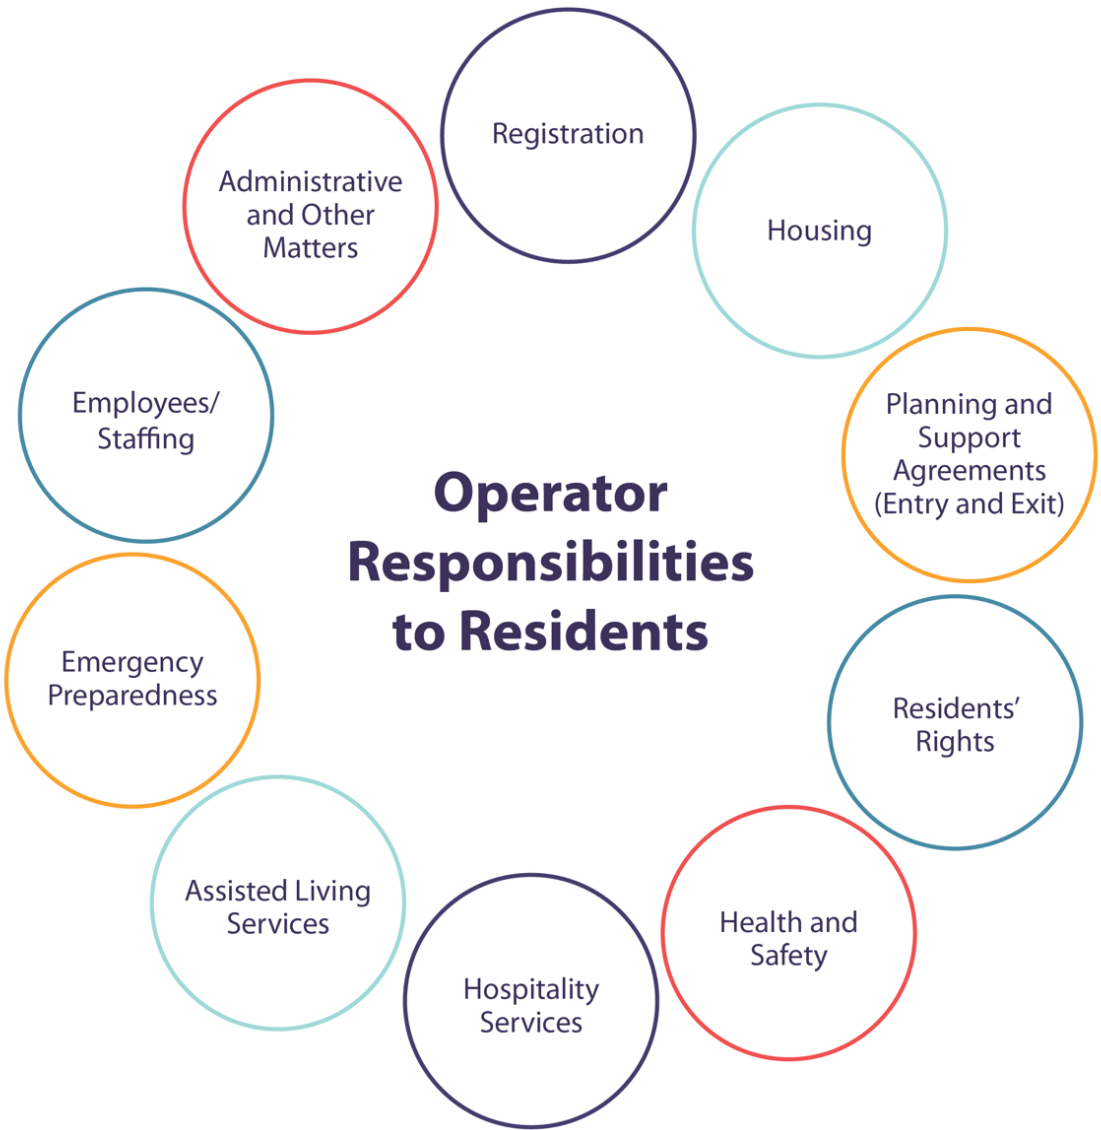 Registration
Housing
Planning and
Support
Agreements
(Entry and Exit)
Residents’
Rights
Health and
Safety
Hospitality
Services
Assisted Living
Services
Emergency
Preparedness
Employees/
Staffing
Administrative
and Other
Matters
Operator
Responsibilities
to Residents